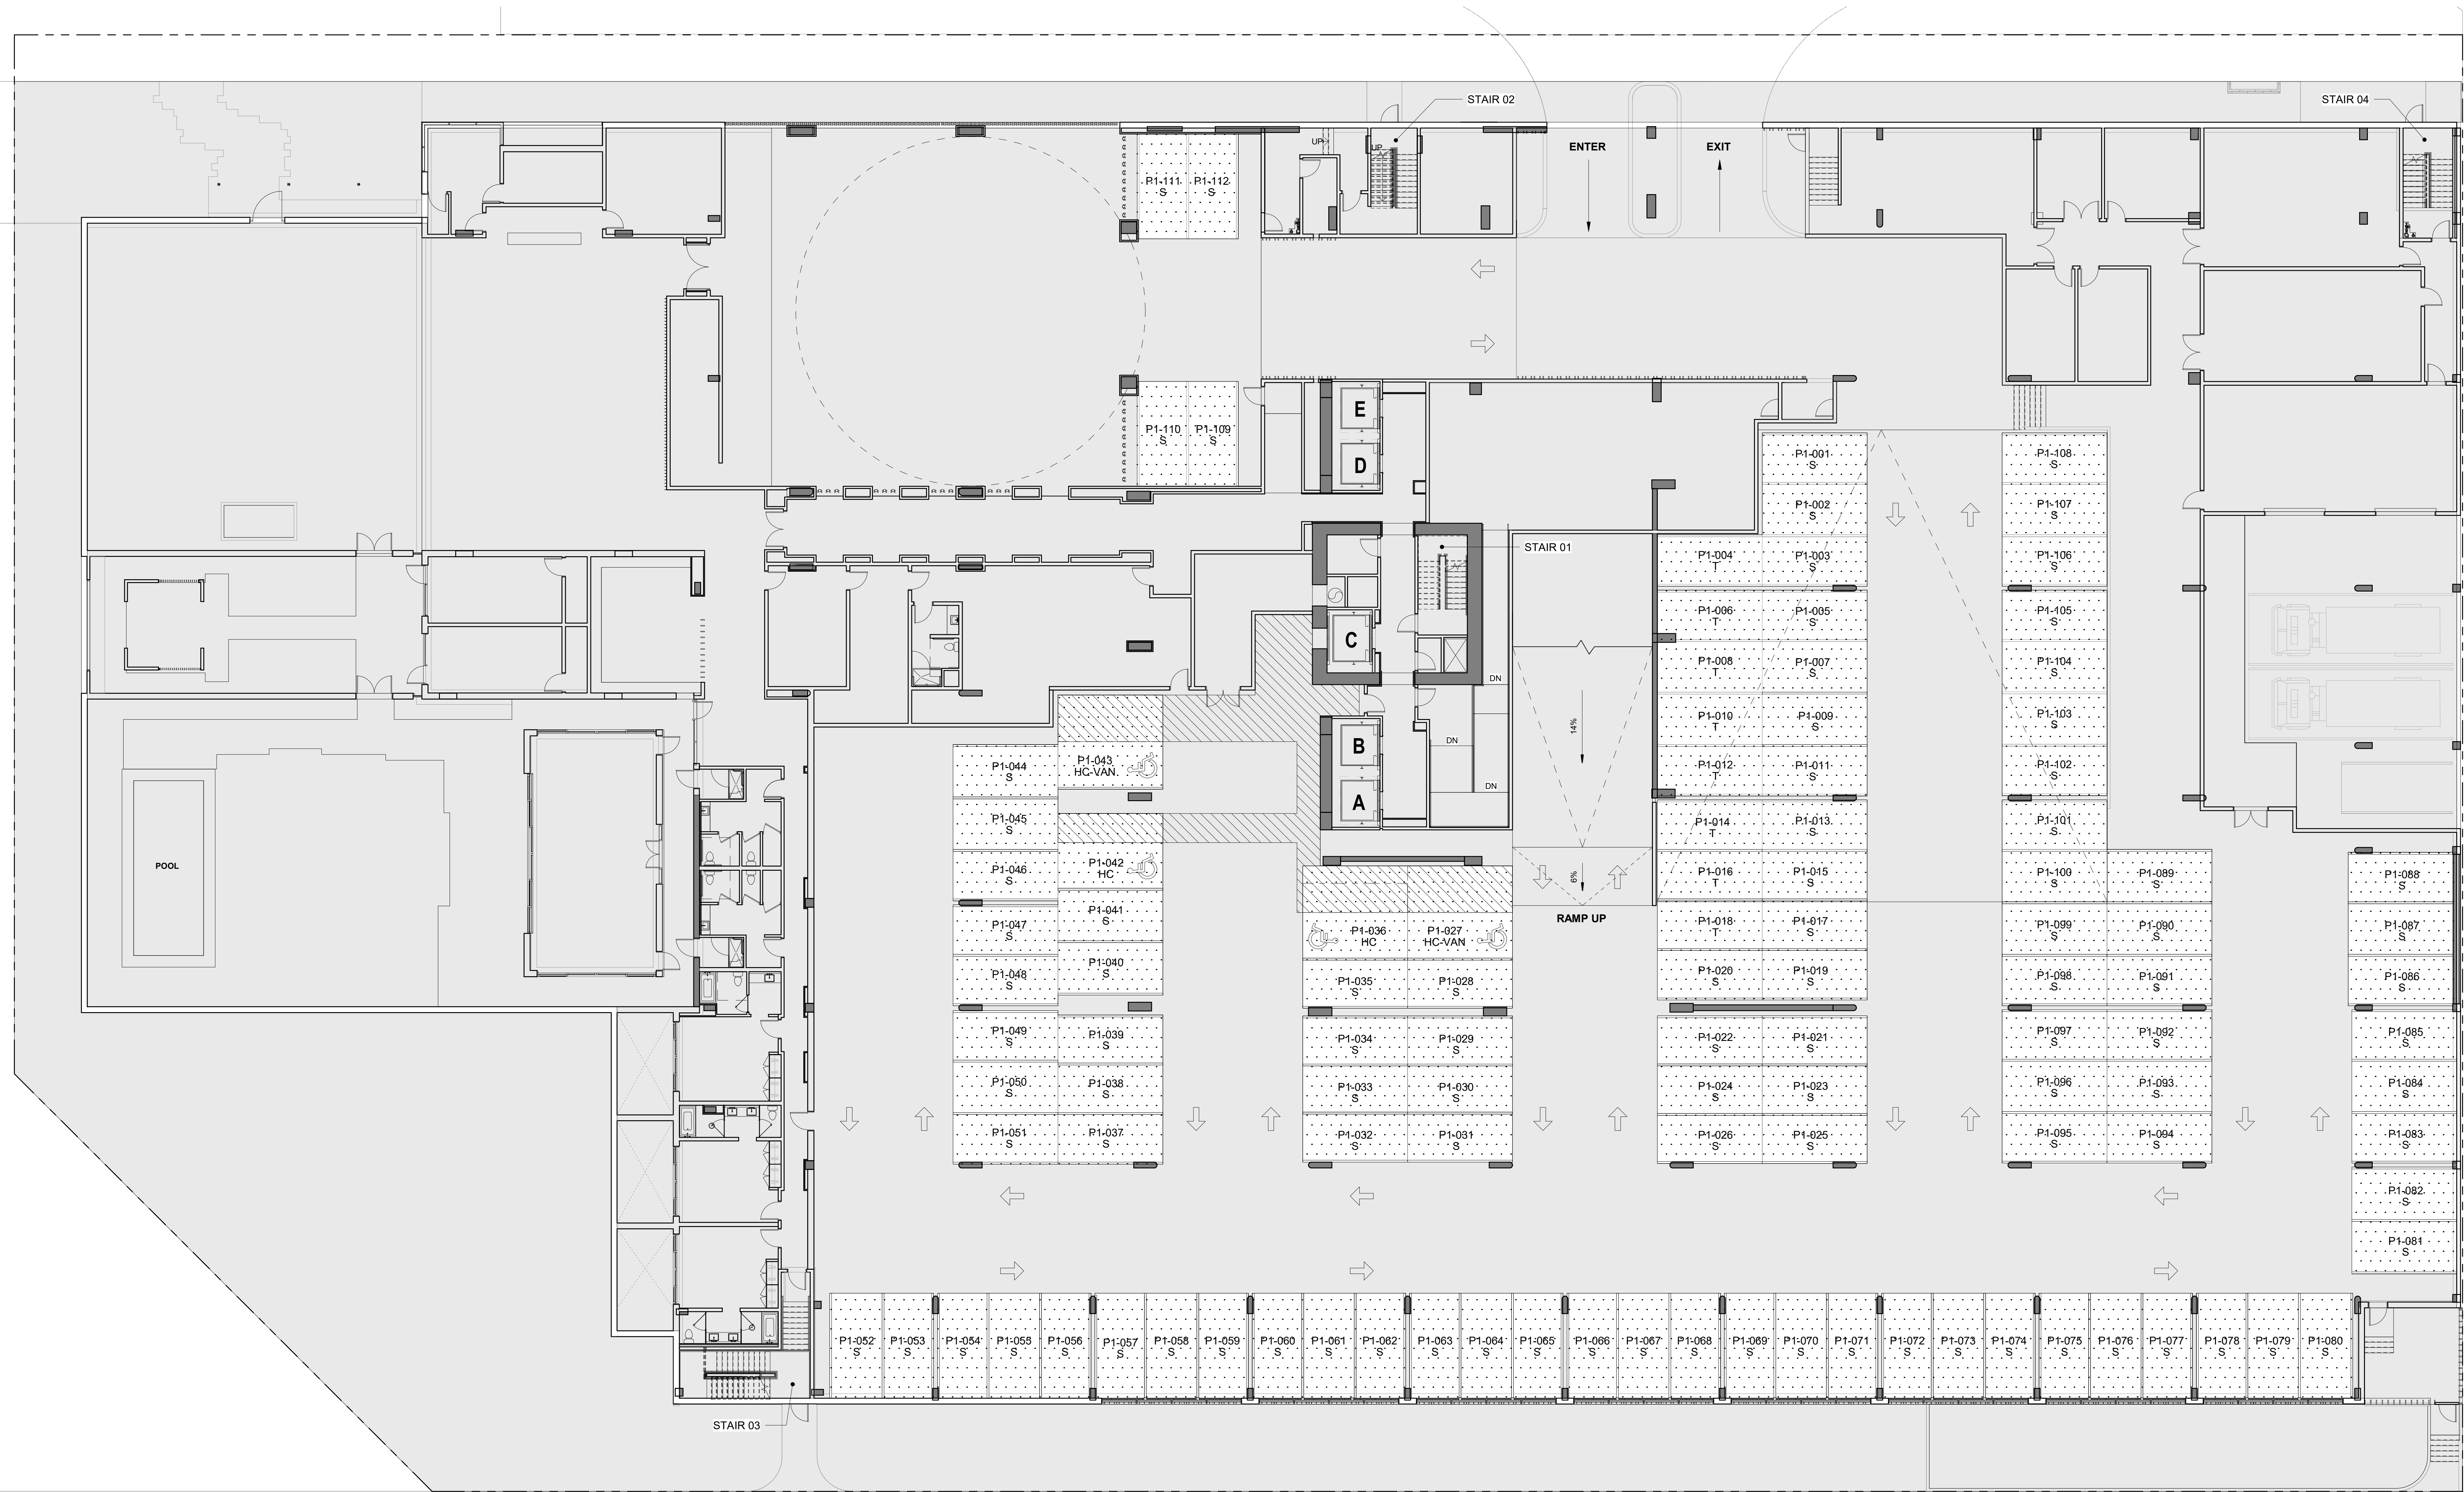 STAIR 02
STAIR 04
UP
UP
ENTER
EXIT
P1-111
S
P1-112
S
E
D
P1-110
S
P1-109
S
P1-001
S
P1-108
S
P1-002
S
P1-107
S
STAIR 01
P1-004
T
P1-003
S
P1-106
S
P1-006
T
P1-005
S
P1-105
S
C
P1-008
T
P1-007
S
P1-104
S
DN
P1-010
T
P1-009
S
P1-103
S
14%
B
DN
P1-044
S
P1-043
HC-VAN
P1-012
T
P1-011
S
P1-102
S
DN
A
P1-045
S
P1-014
T
P1-013
S
P1-101
S
POOL
P1-046
S
P1-042
HC
6%
P1-016
T
P1-015
S
P1-100
S
P1-089
S
P1-088
S
RAMP UP
P1-047
S
P1-041
S
P1-036
HC
P1-027
HC-VAN
P1-018
T
P1-017
S
P1-099
S
P1-090
S
P1-087
S
P1-048
S
P1-040
S
P1-035
S
P1-028
S
P1-020
S
P1-019
S
P1-098
S
P1-091
S
P1-086
S
P1-049
S
P1-039
S
P1-034
S
P1-029
S
P1-022
S
P1-021
S
P1-097
S
P1-092
S
P1-085
S
P1-050
S
P1-038
S
P1-033
S
P1-030
S
P1-024
S
P1-023
S
P1-096
S
P1-093
S
P1-084
S
P1-051
S
P1-037
S
P1-032
S
P1-031
S
P1-026
S
P1-025
S
P1-095
S
P1-094
S
P1-083
S
P1-082
S
P1-081
S
P1-052
S
P1-053
S
P1-054
S
P1-055
S
P1-056
S
P1-057
S
P1-058
S
P1-059
S
P1-060
S
P1-061
S
P1-062
S
P1-063
S
P1-064
S
P1-065
S
P1-066
S
P1-067
S
P1-068
S
P1-069
S
P1-070
S
P1-071
S
P1-072
S
P1-073
S
P1-074
S
P1-075
S
P1-076
S
P1-077
S
P1-078
S
P1-079
S
P1-080
S
STAIR 03